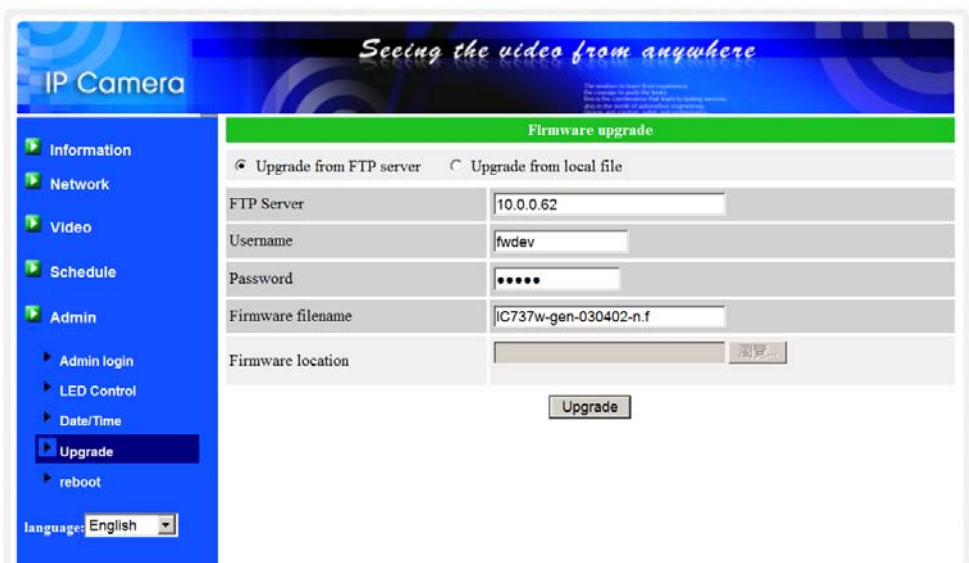 Seeing the video from anywhere
IP Camera
Information
Network
Video
Schedule
Admin
Admin login
LED Control
Date/Time
Upgrade
reboot
language: English
Firmware upgrade
Upgrade from FTP server Upgrade from local file
FTP Server 10.0.0.62
Username fwdev
Password ●●●●●
Firmware filename IC737w-gen-030402-n.f
Firmware location 瀏覽...
Upgrade